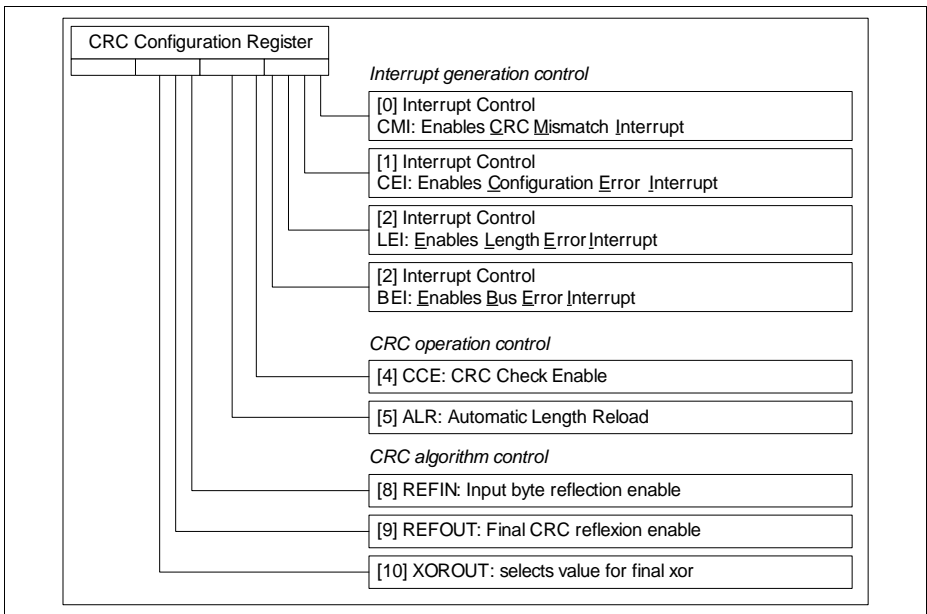 CRC Configuration Register
Interrupt generation control
[0] Interrupt Control
CMI: Enables CRC Mismatch Interrupt
[1] Interrupt Control
CEI: Enables Configuration Error Interrupt
[2] Interrupt Control
LEI: Enables Length Error Interrupt
[2] Interrupt Control
BEI: Enables Bus Error Interrupt
CRC operation control
[4] CCE: CRC Check Enable
[5] ALR: Automatic Length Reload
CRC algorithm control
[8] REFIN: Input byte reflection enable
[9] REFOUT: Final CRC reflexion enable
[10] XOROUT: selects value for final xor